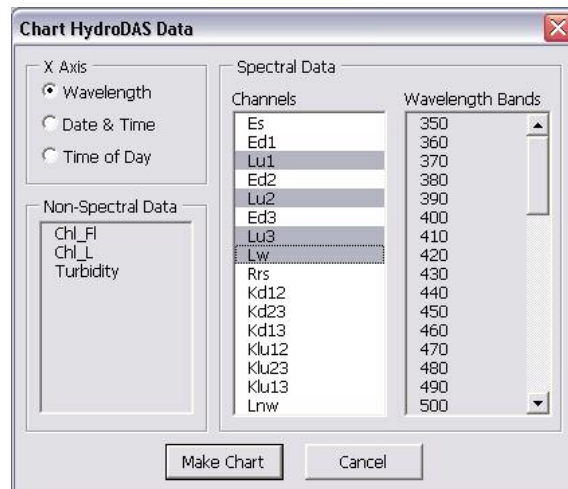 Chart HydroDAS Data
X Axis
Wavelength
Date & Time
Time of Day
Non-Spectral Data
Chl_Fl
Chl_L
Turbidity
Spectral Data
Channels
Es
Ed1
Lu1
Ed2
Lu2
Ed3
Lu3
Lw
Rrs
Kd12
Kd23
Kd13
Klu12
Klu23
Klu13
Lnw
Wavelength Bands
350
360
370
380
390
400
410
420
430
440
450
460
470
480
490
500
Make Chart
Cancel